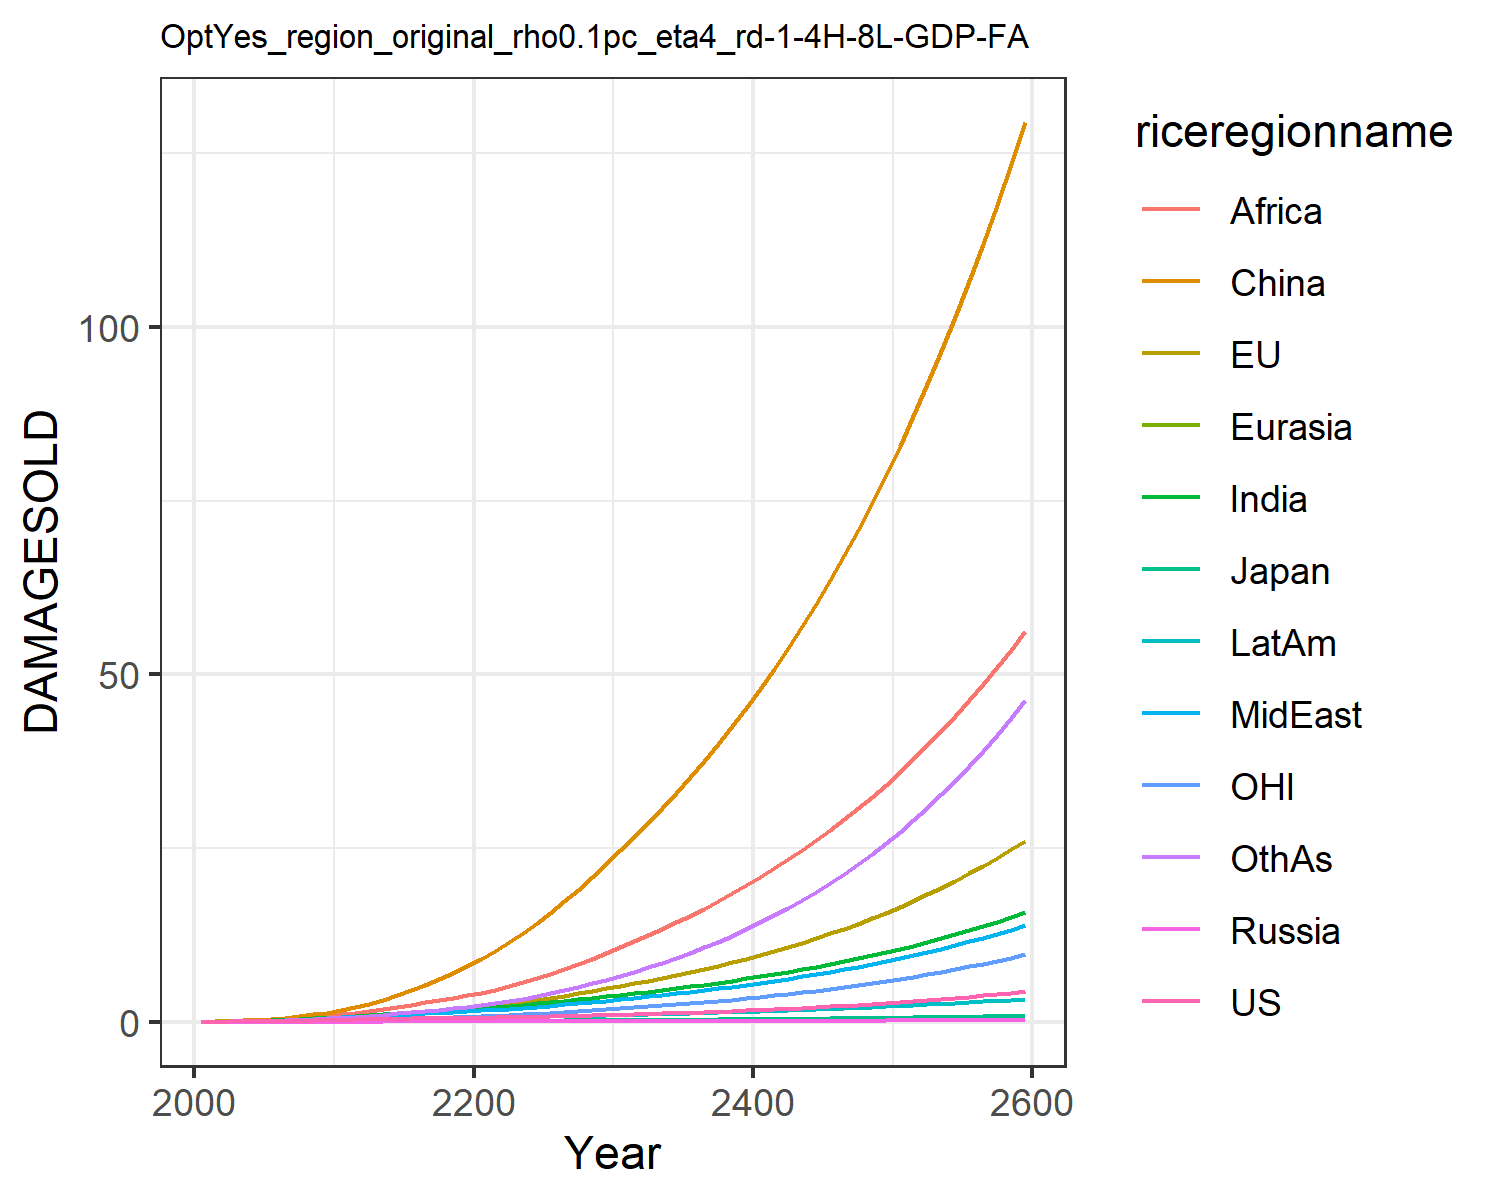 OptYes_region_original_rho0.1pc_eta4_rd-1-4H-8L-GDP-FA
DAMAGESOLD
100
50
0
2000 2200 2400 2600
Year
riceregionname
Africa
China
EU
Eurasia
India
Japan
LatAm
MidEast
OHI
OthAs
Russia
US